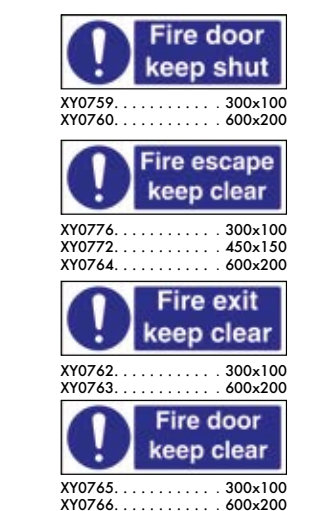 Fire door
keep shut
XY0759. . . . . . . . . . . . 300x100
XY0760. . . . . . . . . . . . 600x200
Fire escape
keep clear
XY0776. . . . . . . . . . . . 300x100
XY0772. . . . . . . . . . . . 450x150
XY0764. . . . . . . . . . . . 600x200
Fire exit
keep clear
XY0762. . . . . . . . . . . . 300x100
XY0763. . . . . . . . . . . . 600x200
Fire door
keep clear
XY0765. . . . . . . . . . . . 300x100
XY0766. . . . . . . . . . . . 600x200